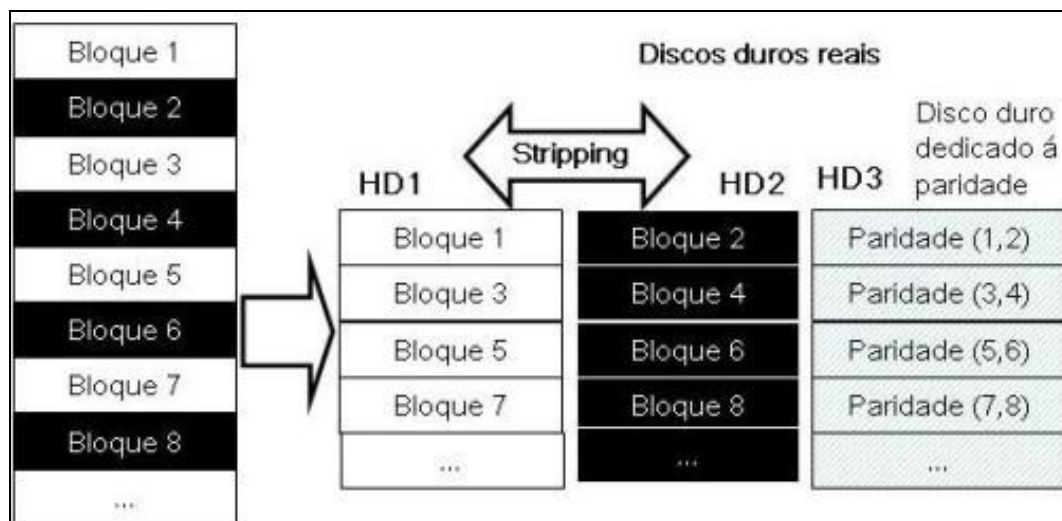 Bloque 1
Bloque 2
Bloque 3
Bloque 4
Bloque 5
Bloque 6
Bloque 7
Bloque 8
...
Discos duros reais
Stripping
HD1
HD2
HD3
Disco duro
dedicado á
paridade
Bloque 1
Bloque 2
Paridade (1,2)
Bloque 3
Bloque 4
Paridade (3,4)
Bloque 5
Bloque 6
Paridade (5,6)
Bloque 7
Bloque 8
Paridade (7,8)
...
...
...